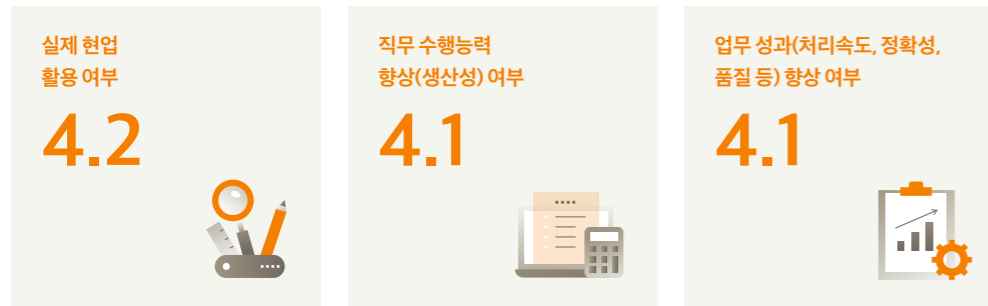 실제 현업
활용 여부
4.2
직무 수행능력
향상(생산성) 여부
4.1
업무 성과(처리속도, 정확성,
품질 등) 향상 여부
4.1